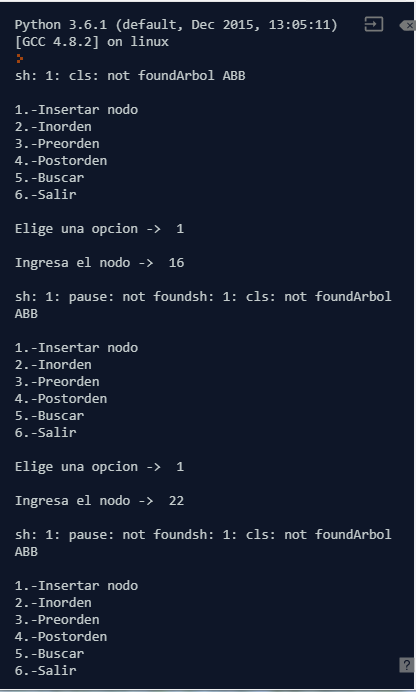 Python 3.6.1 (default, Dec 2015, 13:05:11)
[GCC 4.8.2] on linux
sh: 1: cls: not foundArbol ABB
1.-Insertar nodo
2.-Inorden
3.-Preorden
4.-Postorden
5.-Buscar
6.-Salir
Elige una opcion ->  1
Ingresa el nodo ->  16
sh: 1: pause: not foundsh: 1: cls: not foundArbol
ABB
1.-Insertar nodo
2.-Inorden
3.-Preorden
4.-Postorden
5.-Buscar
6.-Salir
Elige una opcion ->  1
Ingresa el nodo ->  22
sh: 1: pause: not foundsh: 1: cls: not foundArbol
ABB
1.-Insertar nodo
2.-Inorden
3.-Preorden
4.-Postorden
5.-Buscar
6.-Salir
?